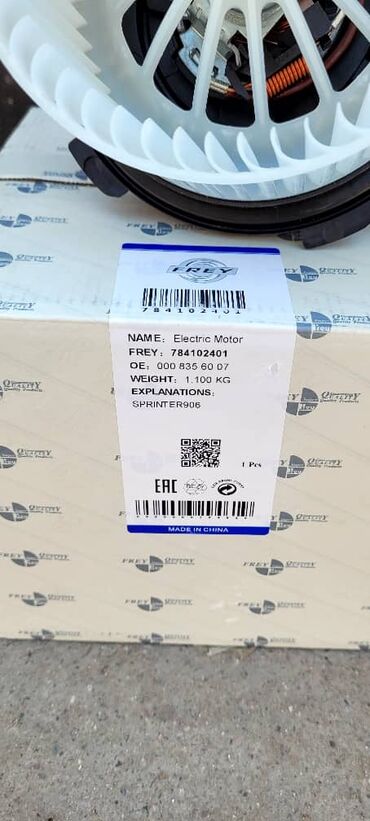 FREY
784102401
NAME: Electric Motor
FREY: 784102401
OE: 000 835 60 07
WEIGHT: 1.100 KG
EXPLANATIONS:
SPRINTER906
1 Pcs
EAC
MADE IN CHINA